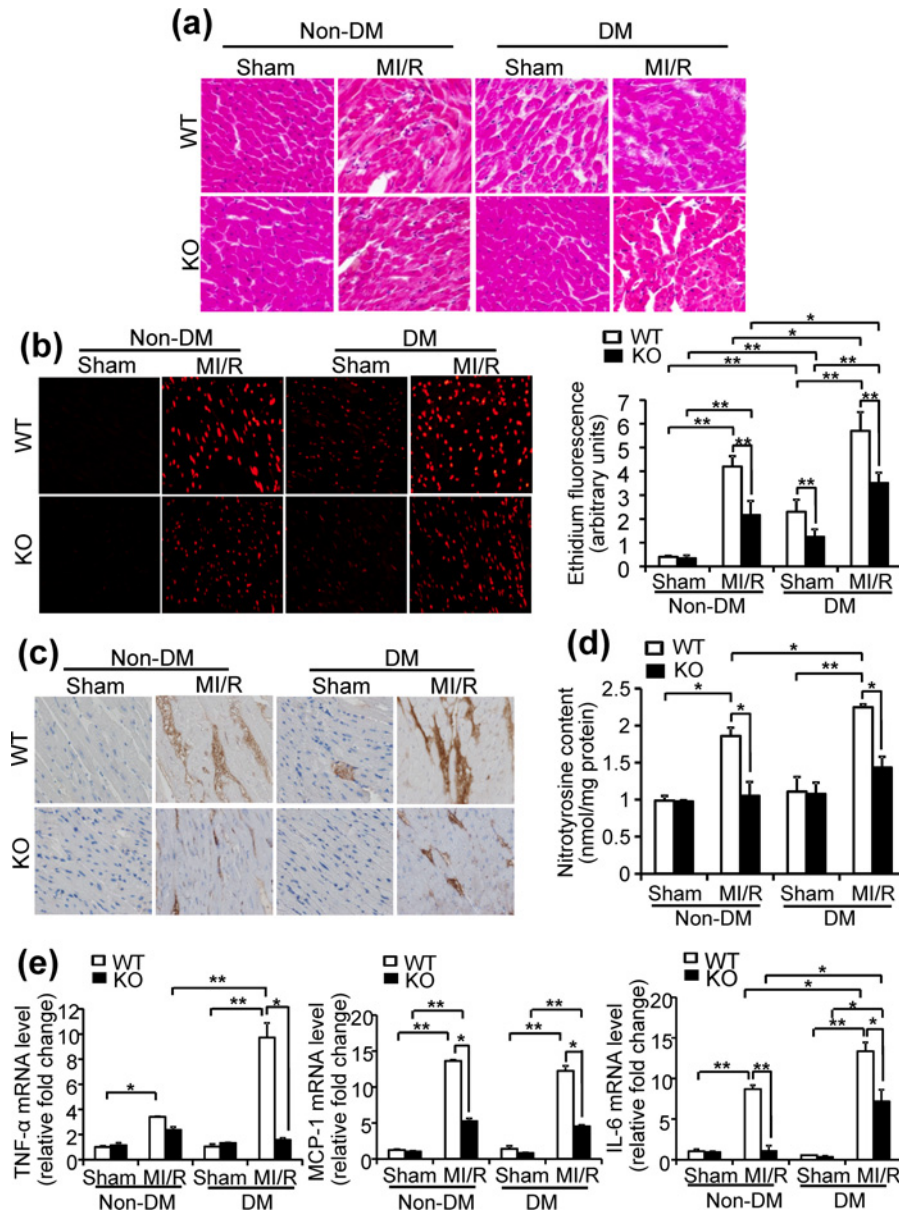 (a)
Non-DM DM
Sham MI/R Sham MI/R
WT
KO
(b)
Non-DM DM
Sham MI/R Sham MI/R
WT
KO
WT
KO
*
*
**
** **
** **
** **
** **
**
Ethidium fluorescence
(arbitrary units)
7
6
5
4
3
2
1
0
Sham MI/R Sham MI/R
Non-DM DM
(c)
Non-DM DM
Sham MI/R Sham MI/R
WT
KO
(d)
WT
KO
*
* **
* *
Nitrotyrosine content
(nmol/mg protein)
2.5
2
1.5
1
0.5
0
Sham MI/R Sham MI/R
Non-DM DM
(e)
WT
KO
**
** *
*
TNF-α mRNA level
(relative fold change)
12
10
8
6
4
2
0
Sham MI/R Sham MI/R
Non-DM DM
WT
KO
** **
** **
* *
MCP-1 mRNA level
(relative fold change)
20
15
10
5
0
Sham MI/R Sham MI/R
Non-DM DM
WT
KO
*
*
*
** *
** **
IL-6 mRNA level
(relative fold change)
20
15
10
5
0
Sham MI/R Sham MI/R
Non-DM DM